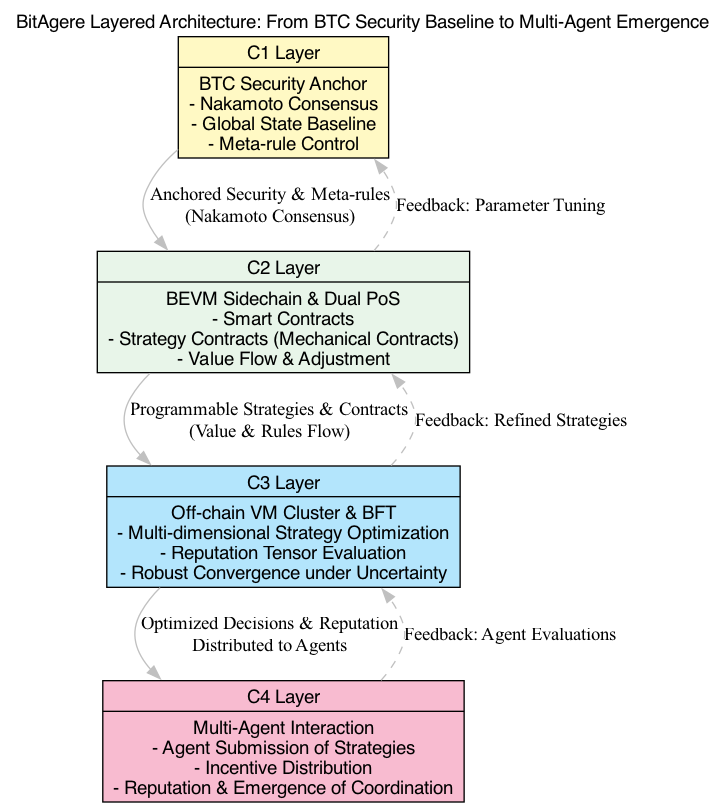 BitAgere Layered Architecture: From BTC Security Baseline to Multi-Agent Emergence
C1 Layer
BTC Security Anchor
- Nakamoto Consensus
- Global State Baseline
- Meta-rule Control
Anchored Security & Meta-rules
(Nakamoto Consensus)
Feedback: Parameter Tuning
C2 Layer
BEVM Sidechain & Dual PoS
- Smart Contracts
- Strategy Contracts (Mechanical Contracts)
- Value Flow & Adjustment
Programmable Strategies & Contracts
(Value & Rules Flow)
Feedback: Refined Strategies
C3 Layer
Off-chain VM Cluster & BFT
- Multi-dimensional Strategy Optimization
- Reputation Tensor Evaluation
- Robust Convergence under Uncertainty
Optimized Decisions & Reputation
Distributed to Agents
Feedback: Agent Evaluations
C4 Layer
Multi-Agent Interaction
- Agent Submission of Strategies
- Incentive Distribution
- Reputation & Emergence of Coordination